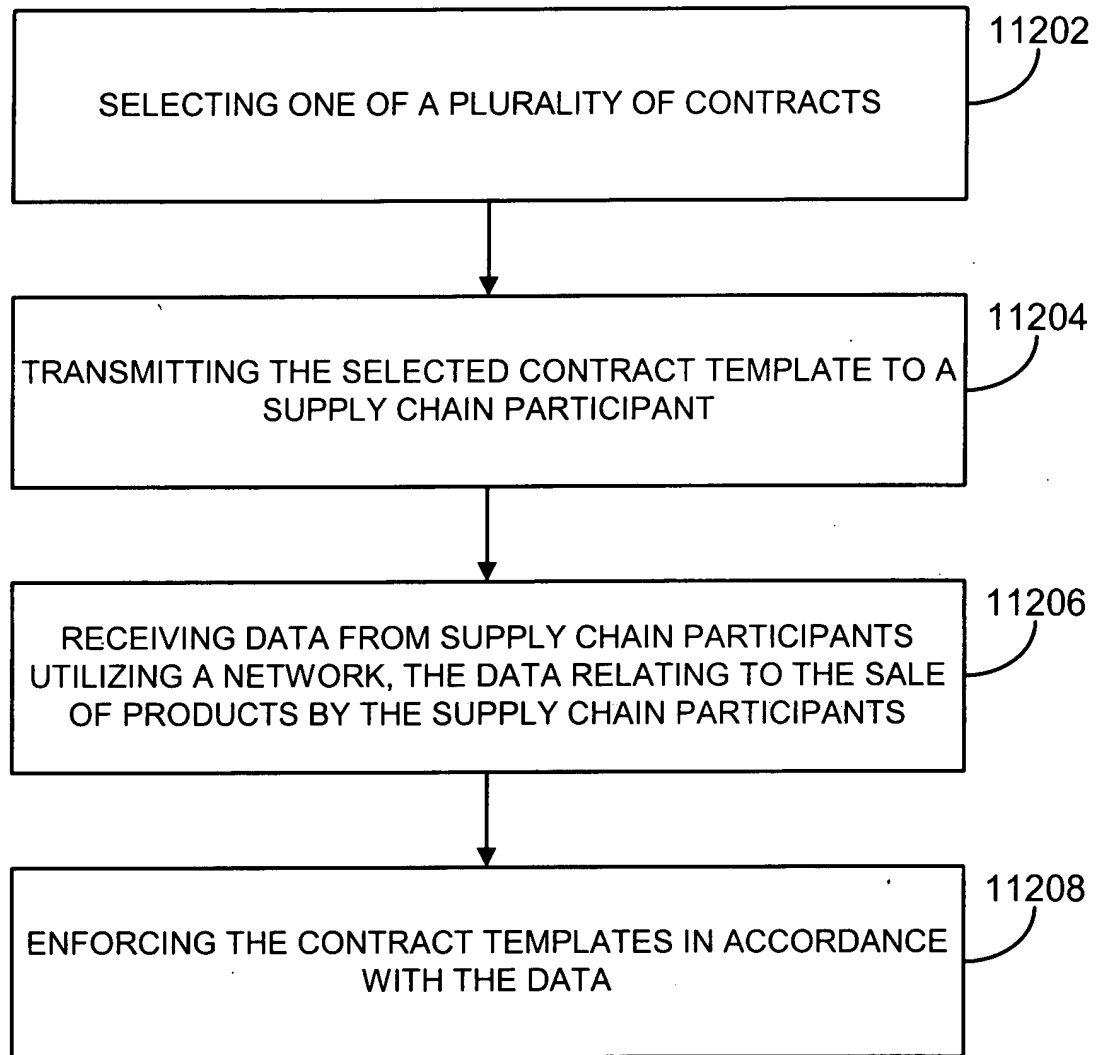 11202
SELECTING ONE OF A PLURALITY OF CONTRACTS
11204
TRANSMITTING THE SELECTED CONTRACT TEMPLATE TO A
SUPPLY CHAIN PARTICIPANT
11206
RECEIVING DATA FROM SUPPLY CHAIN PARTICIPANTS
UTILIZING A NETWORK, THE DATA RELATING TO THE SALE
OF PRODUCTS BY THE SUPPLY CHAIN PARTICIPANTS
11208
ENFORCING THE CONTRACT TEMPLATES IN ACCORDANCE
WITH THE DATA